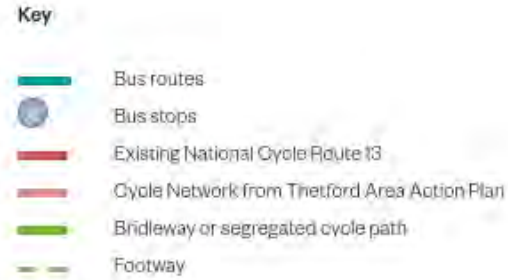 Key
Bus routes
Bus stops
Existing National Cycle Route 13
Cycle Network from Thetford Area Action Plan
Bridleway or segregated cycle path
Footway